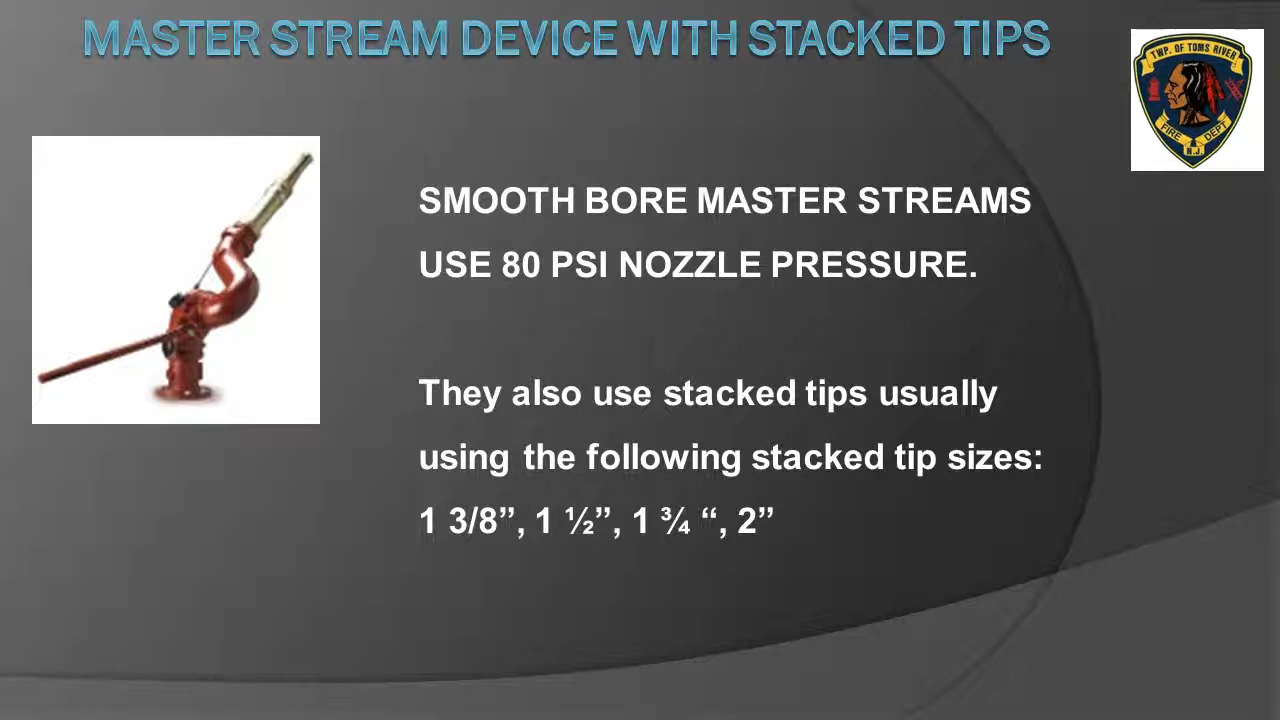 MASTER STREAM DEVICE WITH STACKED TIPS
TWP. OF TOMS RIVER
FIRE DEPT
N.J.
SMOOTH BORE MASTER STREAMS
USE 80 PSI NOZZLE PRESSURE.
They also use stacked tips usually
using the following stacked tip sizes:
1 3/8”, 1 ½”, 1 ¾ “, 2”